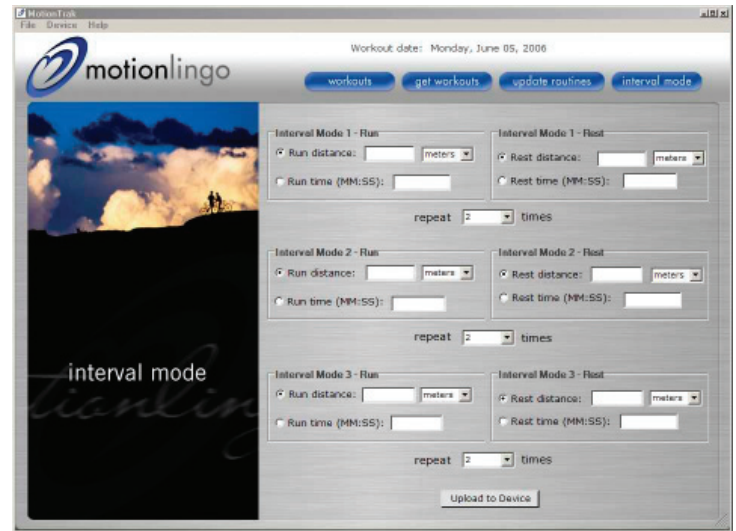 MotionTrak
File Device Help
motionlingo
Workout date: Monday, June 05, 2006
workouts get workouts update routines interval mode
Interval Mode 1 - Run Interval Mode 1 - Rest
Run distance: meters Rest distance: meters
Run time (MM:SS): Rest time (MM:SS):
repeat 2 times
Interval Mode 2 - Run Interval Mode 2 - Rest
Run distance: meters Rest distance: meters
Run time (MM:SS): Rest time (MM:SS):
repeat 2 times
interval mode
Interval Mode 3 - Run Interval Mode 3 - Rest
Run distance: meters Rest distance: meters
Run time (MM:SS): Rest time (MM:SS):
repeat 2 times
Upload to Device